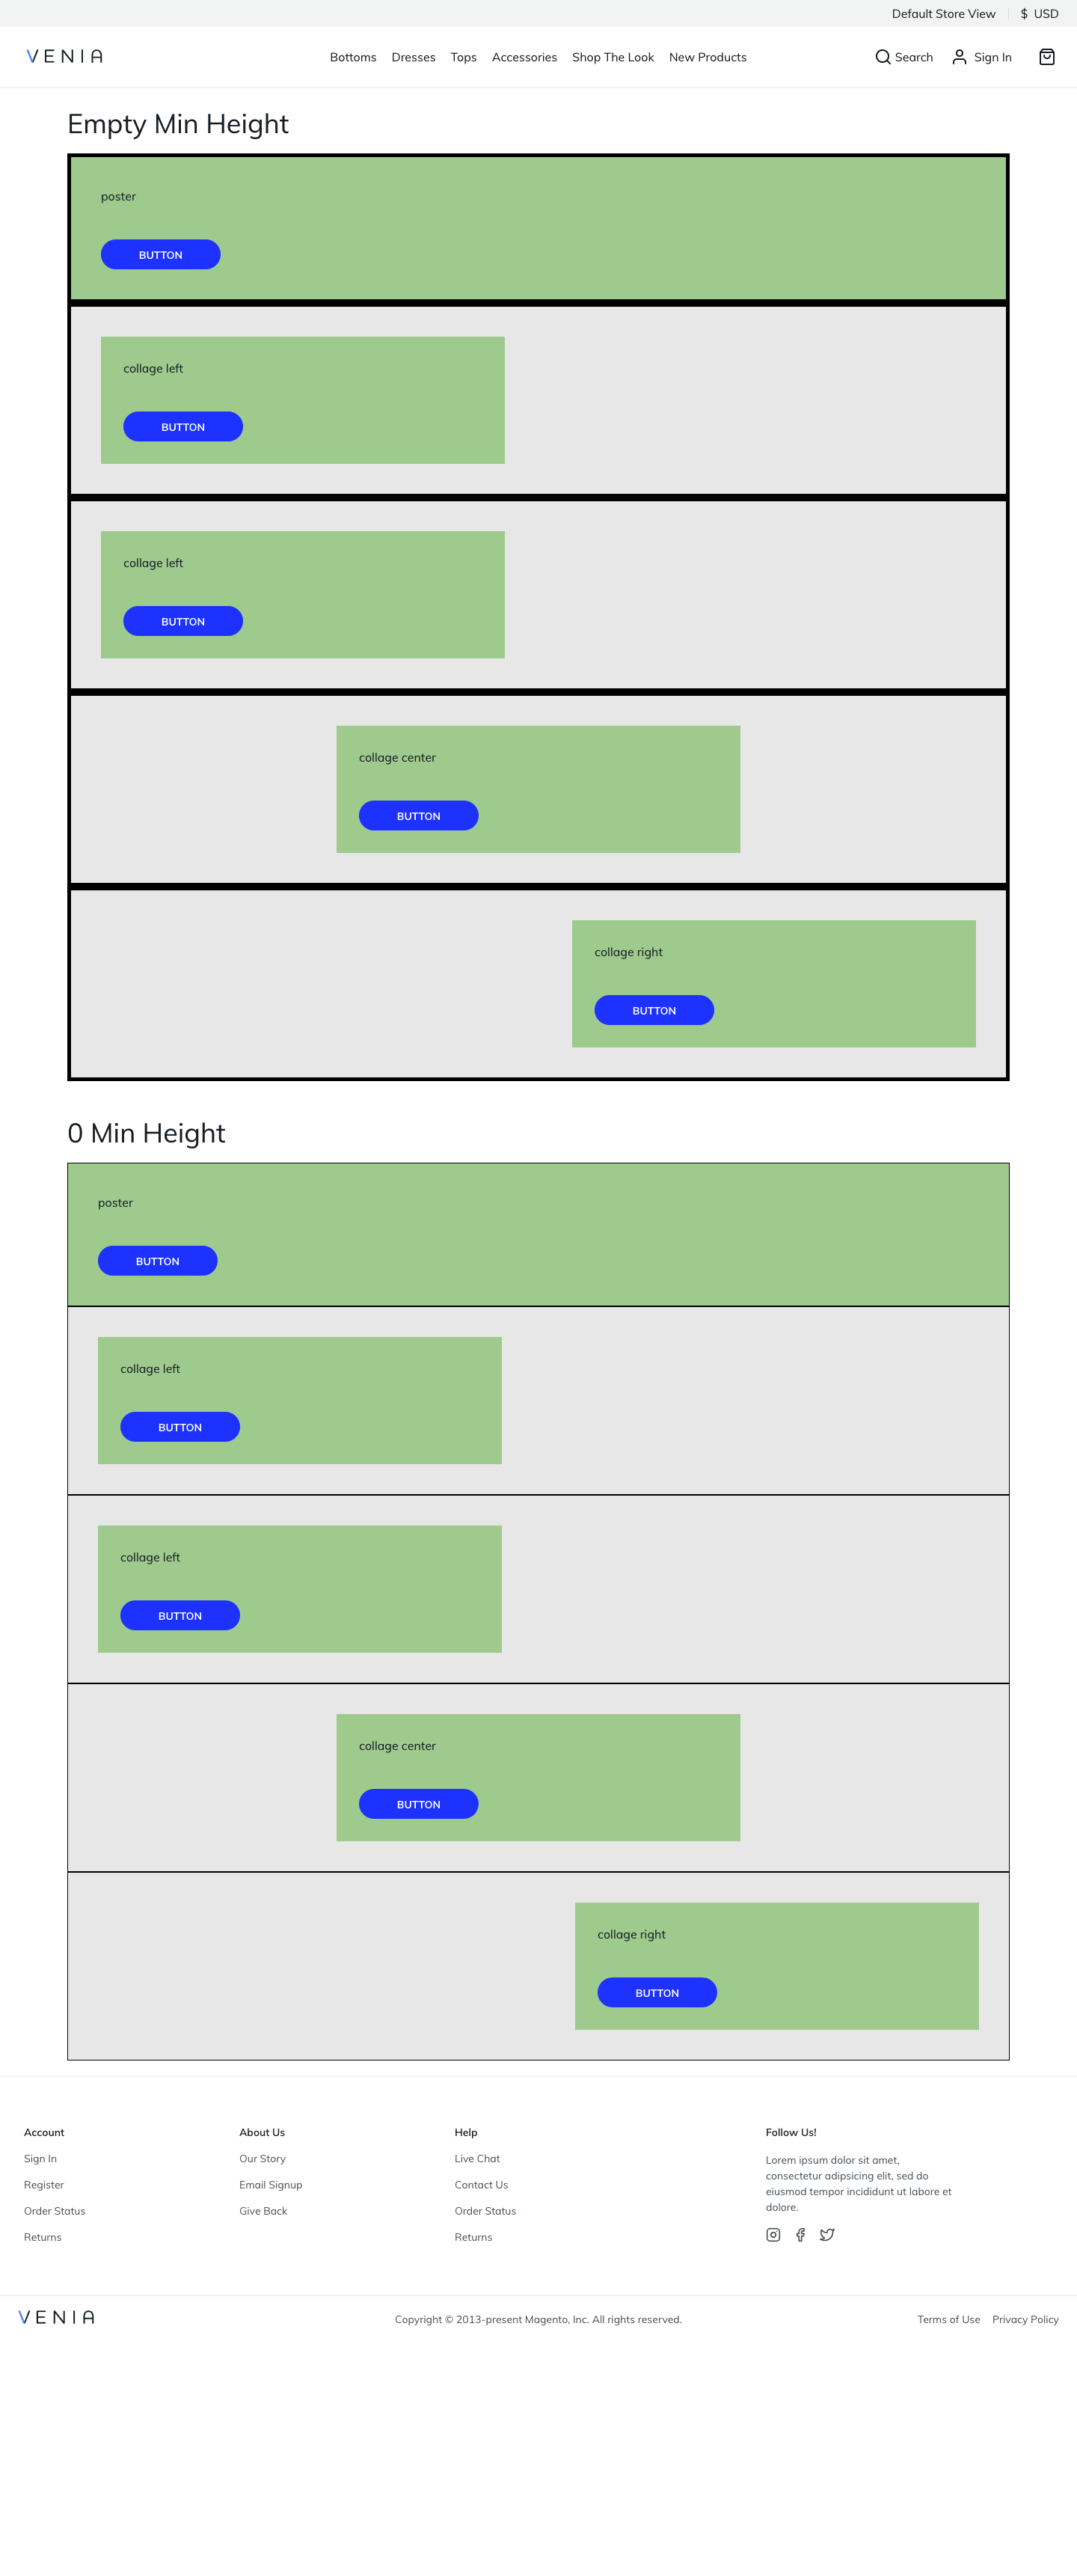 Default Store View
$ USD
VENIA
Bottoms
Dresses
Tops
Accessories
Shop The Look
New Products
Search
Sign In
Empty Min Height
poster
BUTTON
collage left
BUTTON
collage left
BUTTON
collage center
BUTTON
collage right
BUTTON
0 Min Height
poster
BUTTON
collage left
BUTTON
collage left
BUTTON
collage center
BUTTON
collage right
BUTTON
Account
Sign In
Register
Order Status
Returns
About Us
Our Story
Email Signup
Give Back
Help
Live Chat
Contact Us
Order Status
Returns
Follow Us!
Lorem ipsum dolor sit amet,
consectetur adipsicing elit, sed do
eiusmod tempor incididunt ut labore et
dolore.
VENIA
Copyright © 2013-present Magento, Inc. All rights reserved.
Terms of Use
Privacy Policy